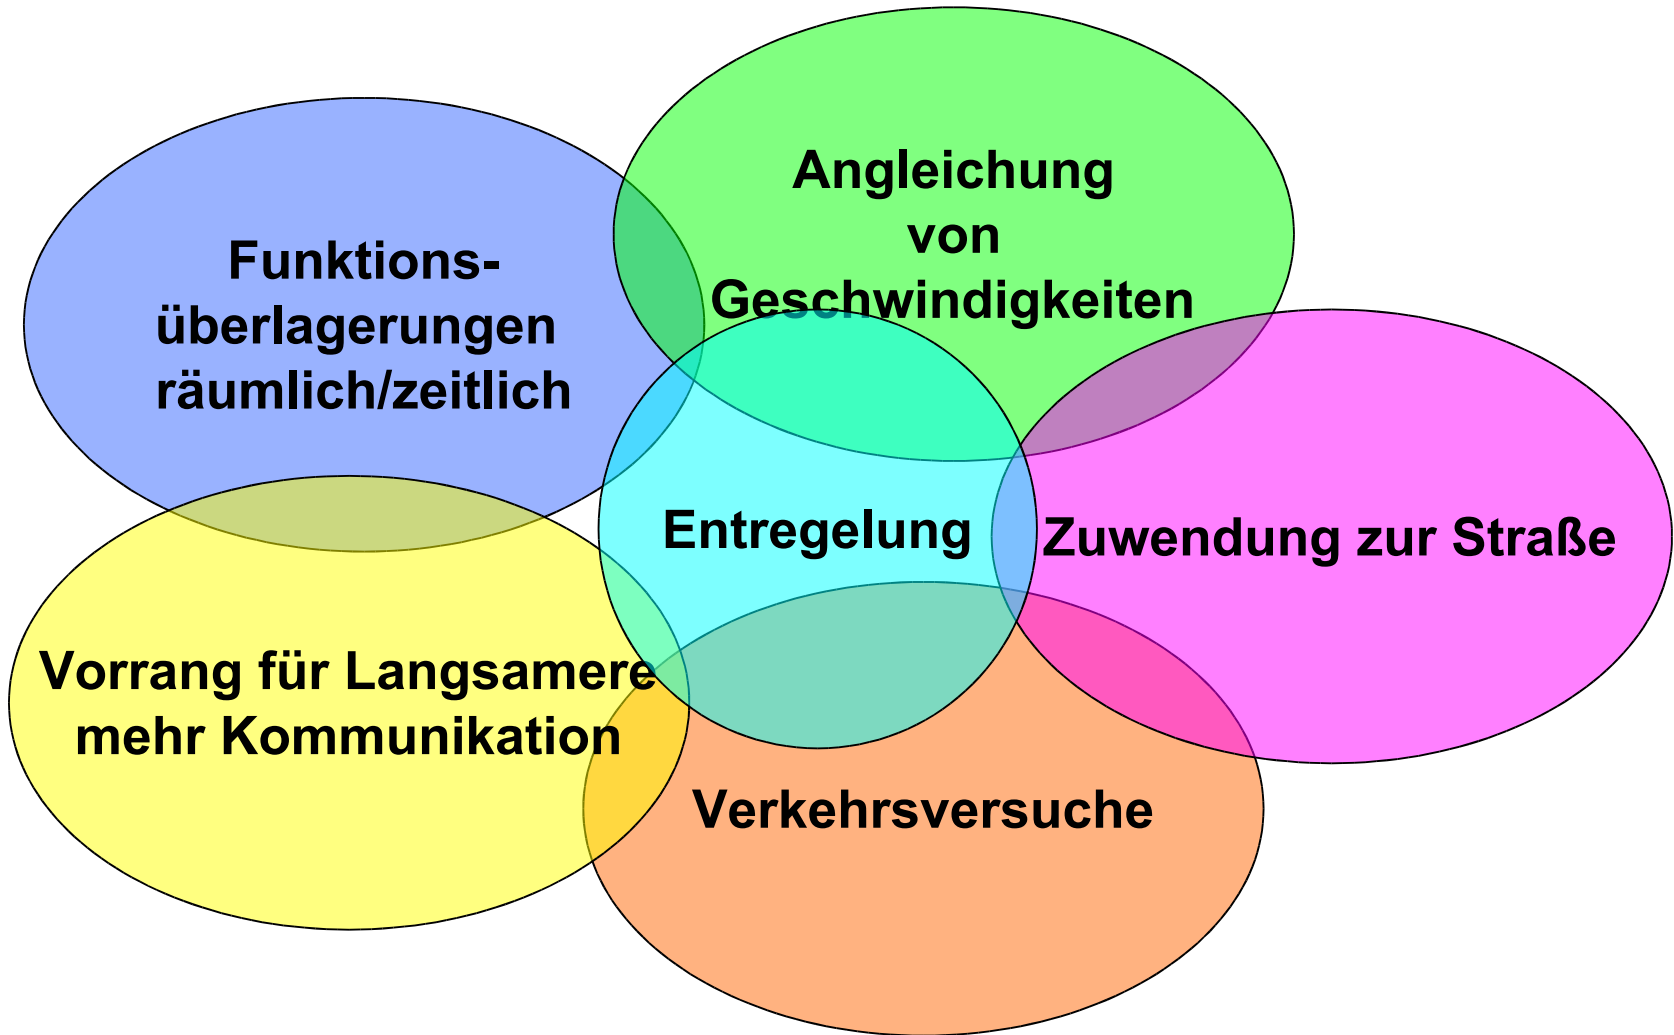 Angleichung
von
Geschwindigkeiten
Funktions-
überlagerungen
räumlich/zeitlich
Entregelung
Zuwendung zur Straße
Vorrang für Langsamere
mehr Kommunikation
Verkehrsversuche